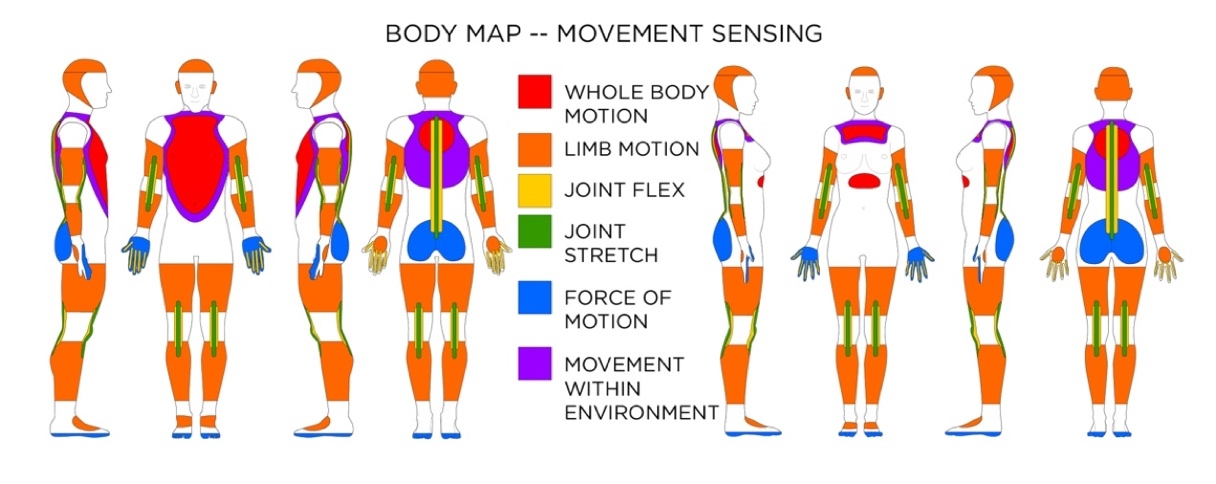 BODY MAP -- MOVEMENT SENSING
WHOLE BODY
MOTION
LIMB MOTION
JOINT FLEX
JOINT
STRETCH
FORCE OF
MOTION
MOVEMENT
WITHIN
ENVIRONMENT